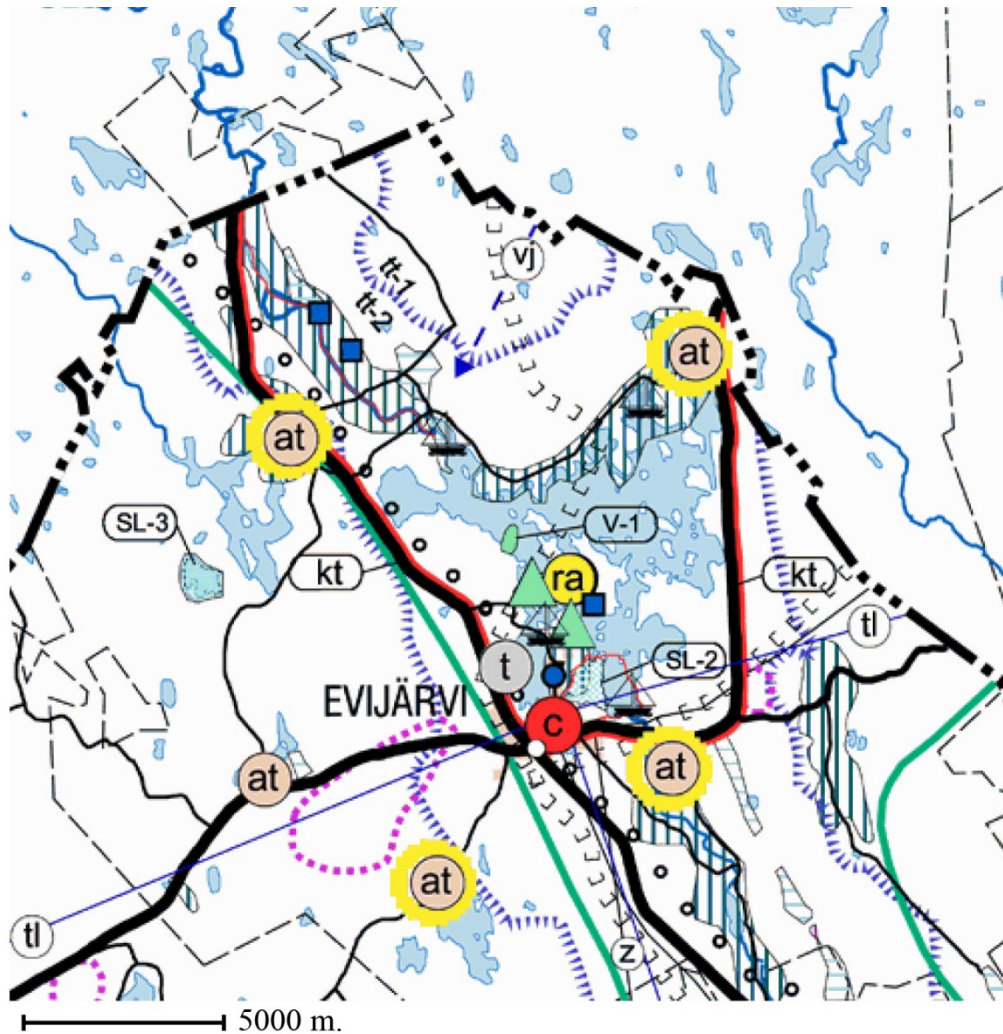 vj
tt-1
tt-2
at
at
SL-3
V-1
kt
ra
kt
tl
t
SL-2
EVIJÄRVI
c
at
at
at
tl
z
5000 m.